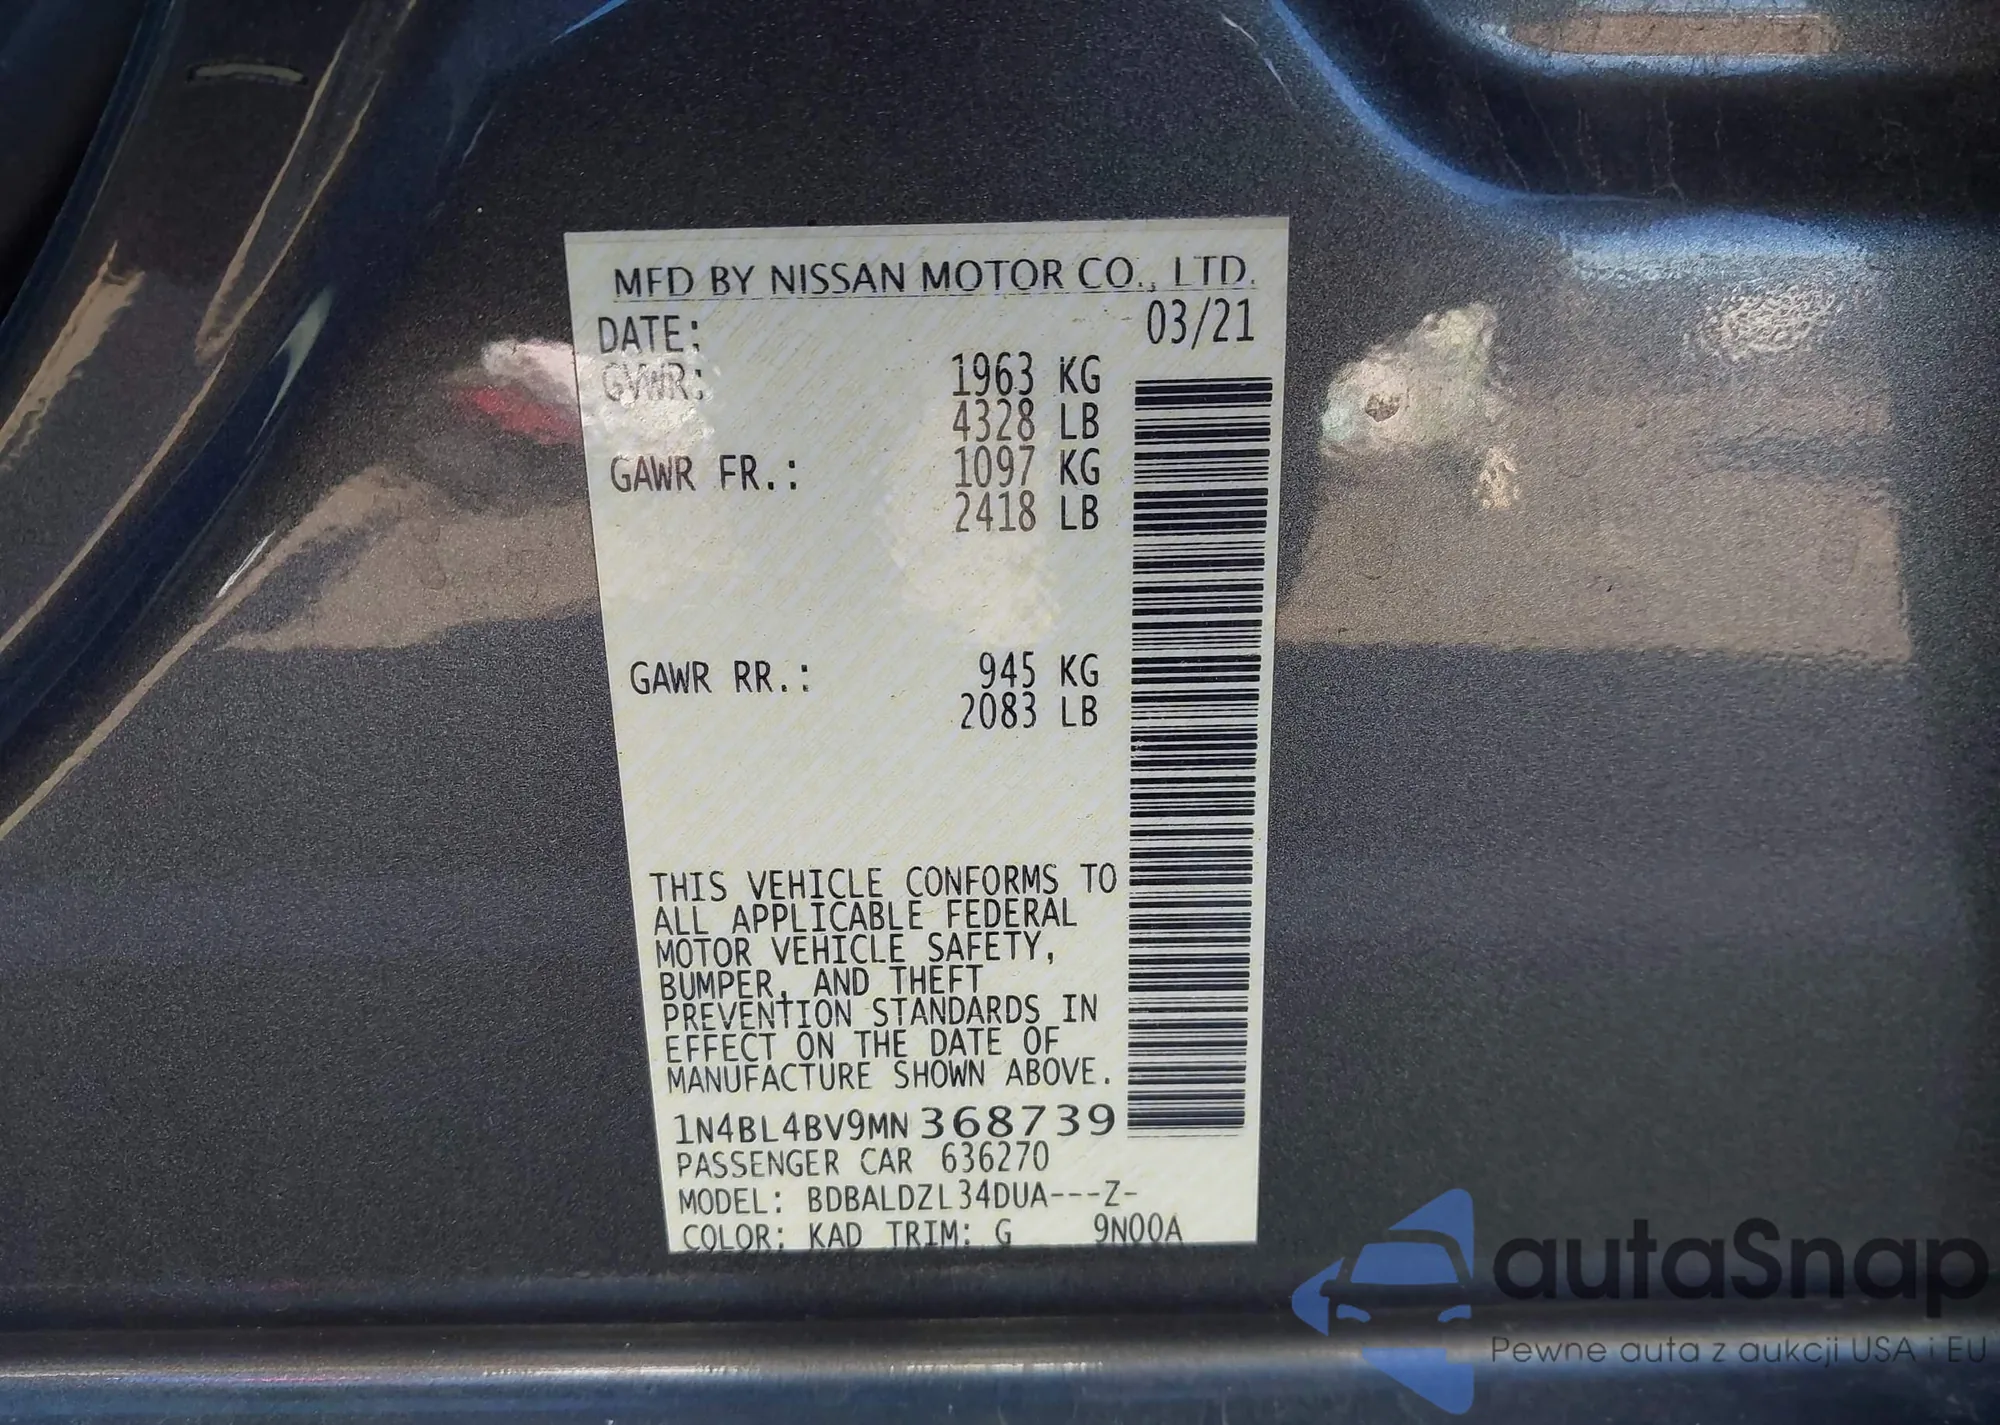 MFD BY NISSAN MOTOR CO., LTD.
DATE: 03/21
GVWR: 1963 KG
4328 LB
GAWR FR.: 1097 KG
2418 LB
GAWR RR.: 945 KG
2083 LB
THIS VEHICLE CONFORMS TO
ALL APPLICABLE FEDERAL
MOTOR VEHICLE SAFETY,
BUMPER, AND THEFT
PREVENTION STANDARDS IN
EFFECT ON THE DATE OF
MANUFACTURE SHOWN ABOVE.
1N4BL4BV9MN368739
PASSENGER CAR 636270
MODEL: BDBALDZL34DUA---Z-
COLOR: KAD TRIM: G 9N00A
autaSnap
Pewne auta z aukcji USA i EU